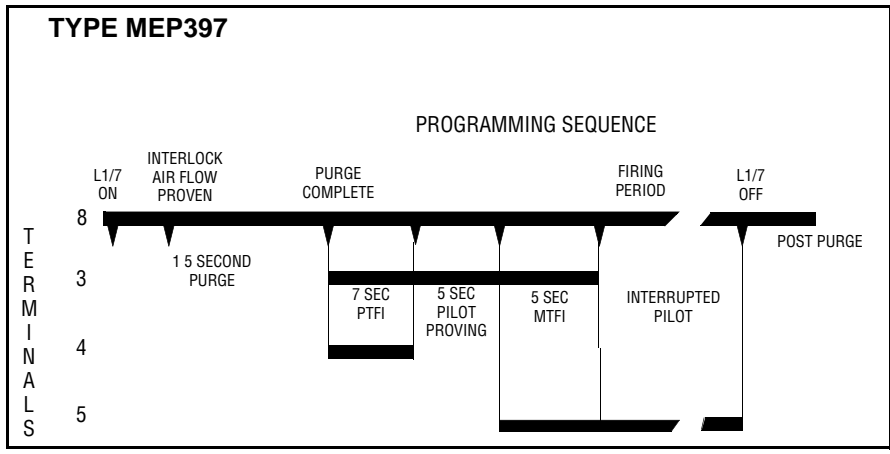 TYPE MEP397
PROGRAMMING SEQUENCE
L1/7
ON
INTERLOCK
AIR FLOW
PROVEN
PURGE
COMPLETE
FIRING
PERIOD
L1/7
OFF
TERMINALS
8
1 5 SECOND
PURGE
POST PURGE
3
7 SEC
PTFI
5 SEC
PILOT
PROVING
5 SEC
MTFI
INTERRUPTED
PILOT
4
5